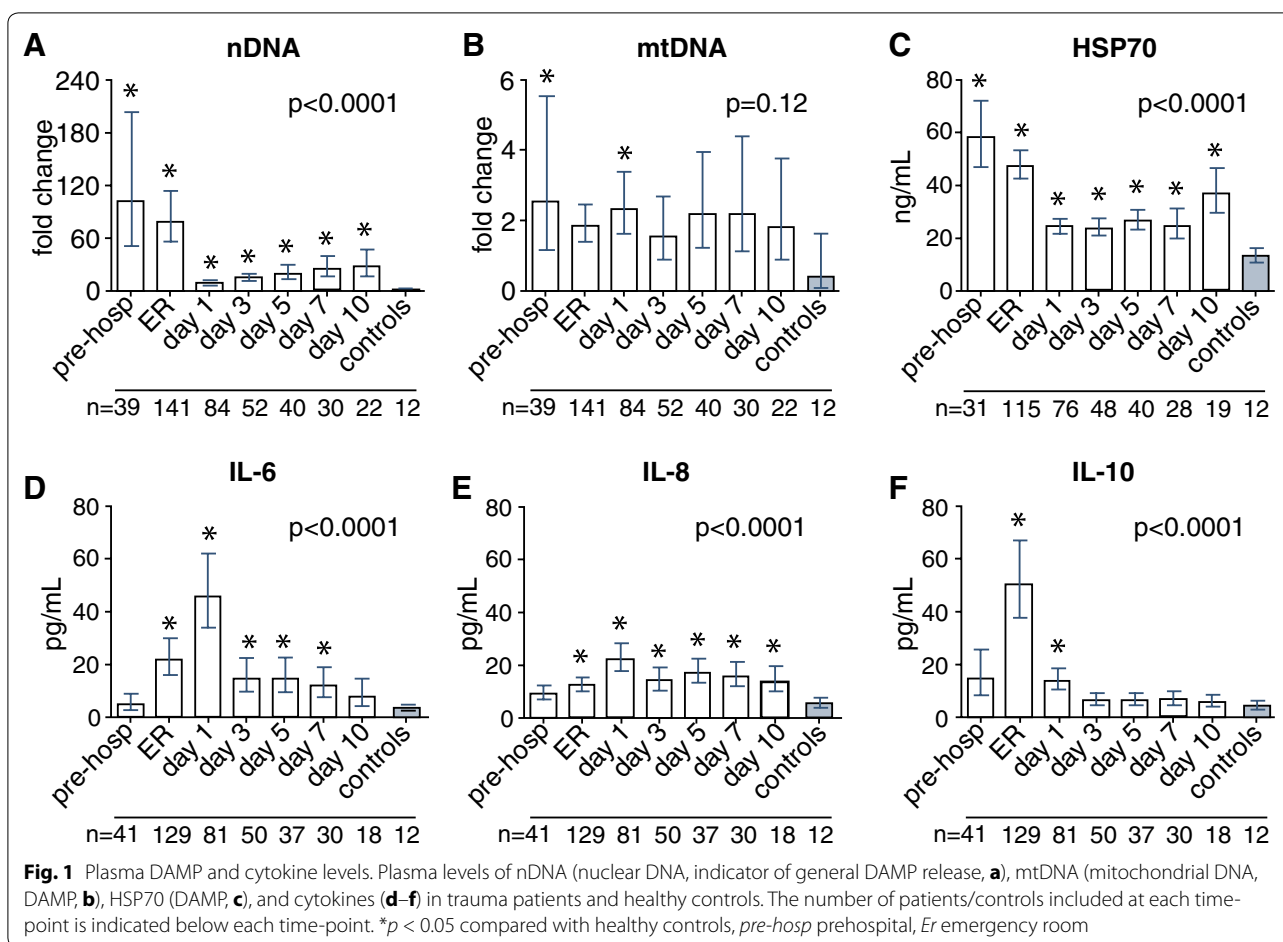 A nDNA
240
180
120
60
0
fold change
p<0.0001
* * * * * * *
pre-hosp ER day 1 day 3 day 5 day 7 day 10 controls
n=39 141 84 52 40 30 22 12
B mtDNA
6
4
2
0
fold change
p=0.12
* *
pre-hosp ER day 1 day 3 day 5 day 7 day 10 controls
n=39 141 84 52 40 30 22 12
C HSP70
80
60
40
20
0
ng/mL
p<0.0001
* * * * * * *
pre-hosp ER day 1 day 3 day 5 day 7 day 10 controls
n=31 115 76 48 40 28 19 12
D IL-6
80
60
40
20
0
pg/mL
p<0.0001
* * * * *
pre-hosp ER day 1 day 3 day 5 day 7 day 10 controls
n=41 129 81 50 37 30 18 12
E IL-8
80
60
40
20
0
pg/mL
p<0.0001
* * * * * *
pre-hosp ER day 1 day 3 day 5 day 7 day 10 controls
n=41 129 81 50 37 30 18 12
F IL-10
80
60
40
20
0
pg/mL
p<0.0001
* *
pre-hosp ER day 1 day 3 day 5 day 7 day 10 controls
n=41 129 81 50 37 30 18 12
Fig. 1 Plasma DAMP and cytokine levels. Plasma levels of nDNA (nuclear DNA, indicator of general DAMP release, a), mtDNA (mitochondrial DNA,
DAMP, b), HSP70 (DAMP, c), and cytokines (d–f) in trauma patients and healthy controls. The number of patients/controls included at each time-
point is indicated below each time-point. *p < 0.05 compared with healthy controls, pre-hosp prehospital, Er emergency room